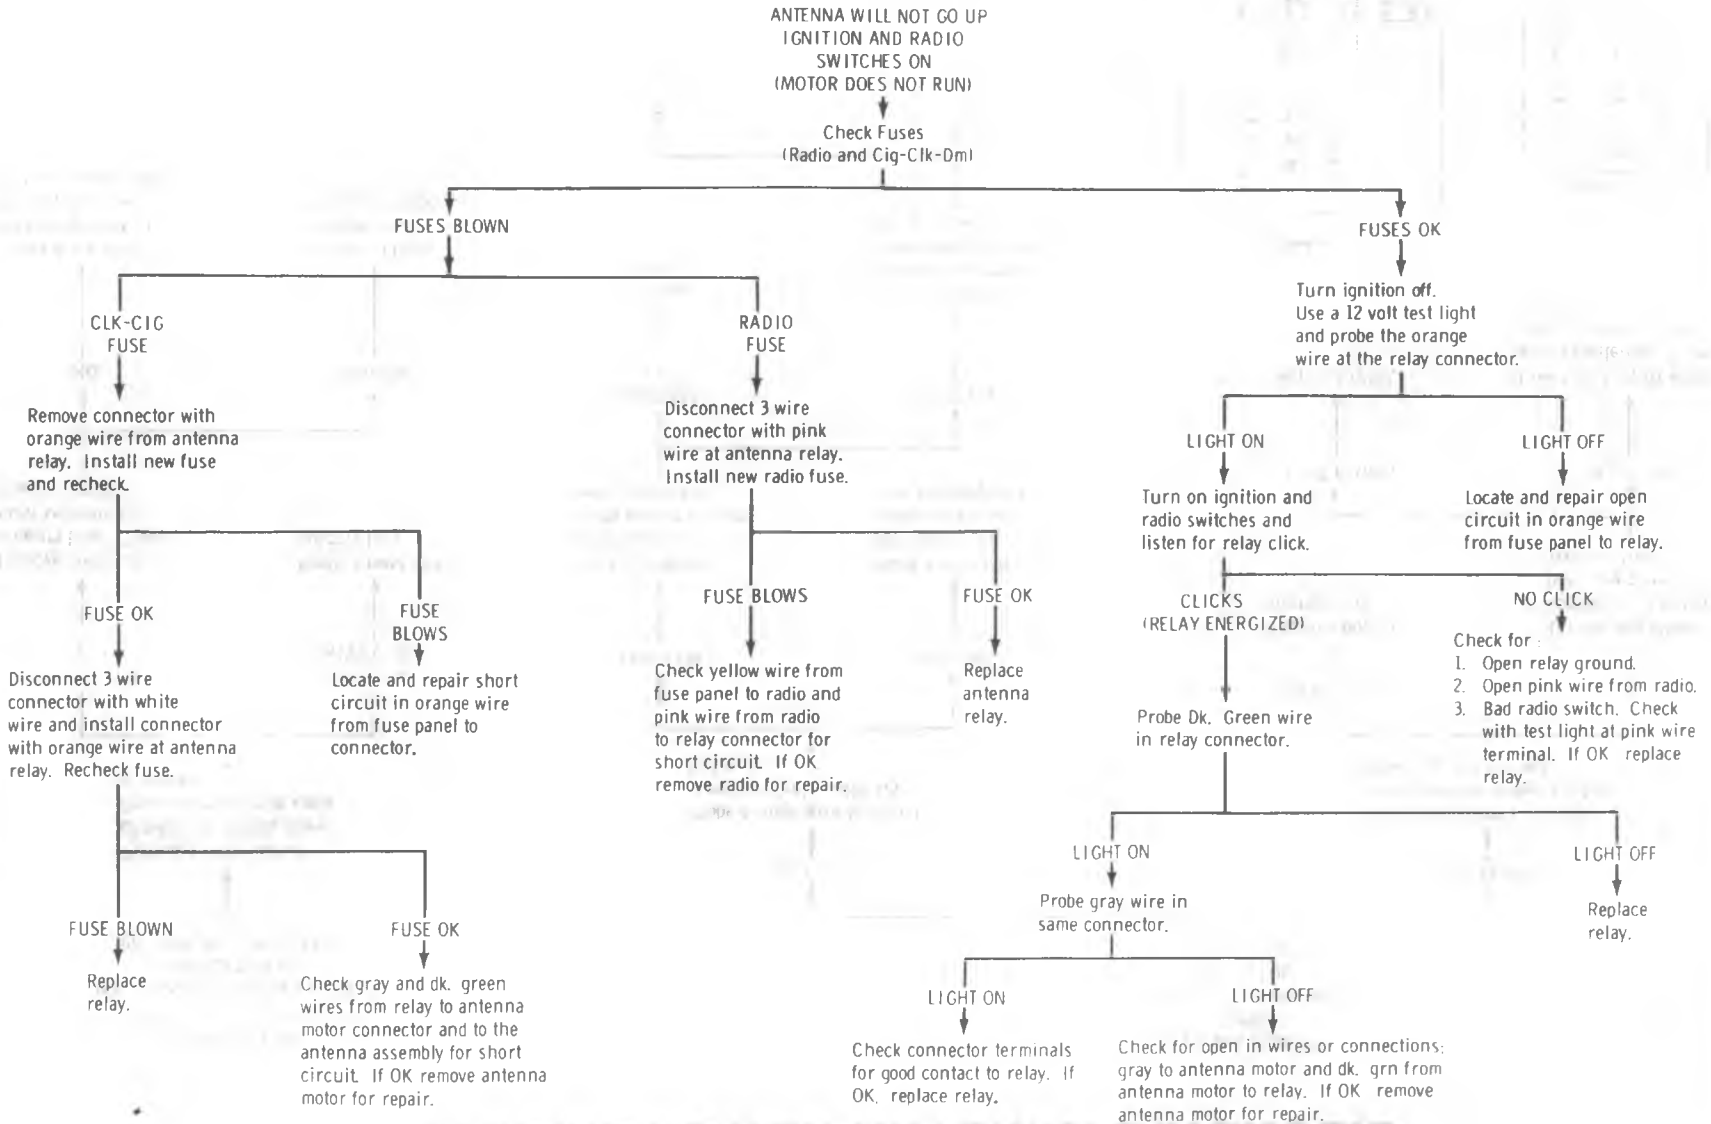 ANTENNA WILL NOT GO UP
IGNITION AND RADIO
SWITCHES ON
(MOTOR DOES NOT RUN)
Check Fuses
(Radio and Cig-Clk-Dm)
FUSES BLOWN
FUSES OK
CLK-CIG
FUSE
RADIO
FUSE
Turn ignition off.
Use a 12 volt test light
and probe the orange
wire at the relay connector.
Remove connector with
orange wire from antenna
relay. Install new fuse
and recheck.
Disconnect 3 wire
connector with pink
wire at antenna relay.
Install new radio fuse.
LIGHT ON
LIGHT OFF
Turn on ignition and
radio switches and
listen for relay click.
Locate and repair open
circuit in orange wire
from fuse panel to relay.
FUSE OK
FUSE
BLOWS
FUSE BLOWS
FUSE OK
CLICKS
(RELAY ENERGIZED)
NO CLICK
Disconnect 3 wire
connector with white
wire and install connector
with orange wire at antenna
relay. Recheck fuse.
Locate and repair short
circuit in orange wire
from fuse panel to
connector.
Check yellow wire from
fuse panel to radio and
pink wire from radio
to relay connector for
short circuit. If OK
remove radio for repair.
Replace
antenna
relay.
Probe Dk. Green wire
in relay connector.
Check for :
1. Open relay ground.
2. Open pink wire from radio.
3. Bad radio switch. Check
with test light at pink wire
terminal. If OK replace
relay.
LIGHT ON
LIGHT OFF
FUSE BLOWN
FUSE OK
Probe gray wire in
same connector.
Replace
relay.
Replace
relay.
Check gray and dk. green
wires from relay to antenna
motor connector and to the
antenna assembly for short
circuit. If OK remove antenna
motor for repair.
LIGHT ON
LIGHT OFF
Check connector terminals
for good contact to relay. If
OK, replace relay.
Check for open in wires or connections;
gray to antenna motor and dk. grn from
antenna motor to relay. If OK remove
antenna motor for repair.